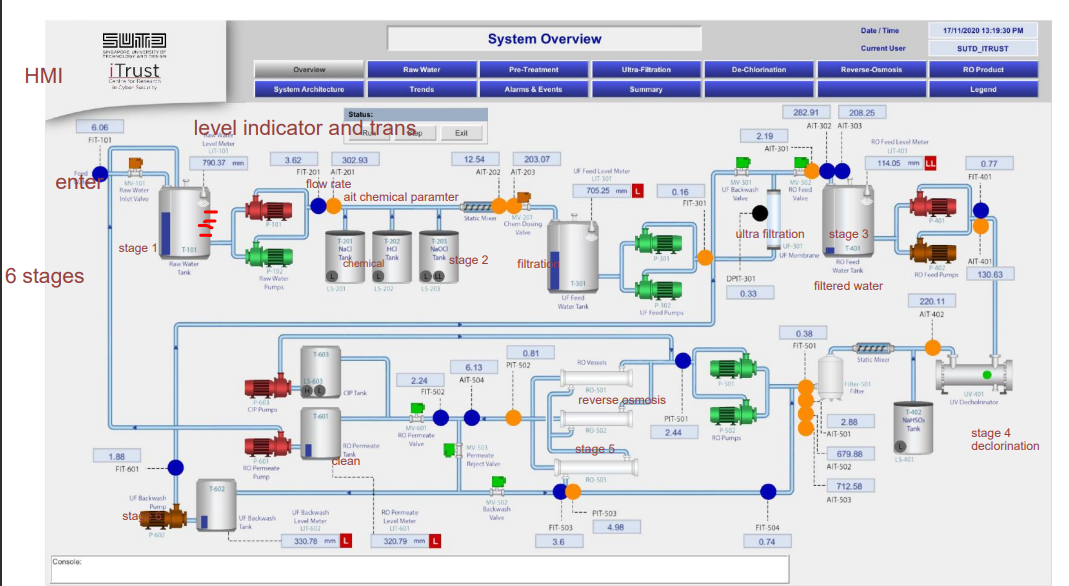 System Overview
Date / Time
17/11/2020 13:19:30 PM
Current User
SUTD_ITRUST
SUTD
SINGAPORE UNIVERSITY OF
TECHNOLOGY AND DESIGN
iTrust
Centre for Research
in Cyber Security
HMI
Overview
Raw Water
Pre-Treatment
Ultra-Filtration
De-Chlorination
Reverse-Osmosis
RO Product
System Architecture
Trends
Alarms & Events
Summary
Legend
Status:
Stop
Exit
level indicator and trans
6.06
FIT-101
enter
MV-101
Raw Water
Inlet Valve
Level Meter
LIT-101
790.37 mm
stage 1
T-101
Raw Water
Tank
P-101
P-102
Raw Water
Pumps
3.62
FIT-201
flow rate
302.93
AIT-201
ait chemical paramter
T-201
NaCl
Tank
L
LS-201
T-202
HCl
Tank
L
LS-202
T-203
NaOCl
Tank
L LL
LS-203
chemical
stage 2
12.54
AIT-202
203.07
AIT-203
Static Mixer
MV-201
Chem Dosing
Valve
UF Feed Level Meter
LIT-301
705.25 mm L
filtration
T-301
UF Feed
Water Tank
P-301
P-302
UF Feed Pumps
0.16
FIT-301
2.19
AIT-301
MV-301
UF Backwash
Valve
MV-302
RO Feed
Valve
ultra filtration
UF-301
UF Membrane
DPIT-301
0.33
282.91
AIT-302
208.25
AIT-303
RO Feed Level Meter
LIT-401
114.05 mm LL
stage 3
T-401
RO Feed
Water Tank
filtered water
P-401
P-402
RO Feed Pumps
0.77
FIT-401
AIT-401
130.63
6 stages
220.11
AIT-402
UV-401
UV Dechlorinator
stage 4
declorination
T-402
NaHSO₃
Tank
L
LS-401
Static Mixer
0.38
FIT-501
Filter-501
Filter
2.88
AIT-501
679.88
AIT-502
712.58
AIT-503
P-501
P-502
RO Pumps
PIT-501
2.44
RO Vessels
RO-501
reverse osmosis
RO-502
stage 5
RO-503
0.81
PIT-502
6.13
AIT-504
2.24
FIT-502
MV-601
RO Permeate
Valve
MV-503
Permeate
Reject Valve
MV-502
Backwash
Valve
FIT-503
3.6
PIT-503
4.98
FIT-504
0.74
T-603
LS-603
H L
CIP Tank
P-603
CIP Pumps
T-601
RO Permeate
Tank
clean
P-601
RO Permeate
Pump
1.88
FIT-601
UF Backwash
Pump
P-602
T-602
UF Backwash
Tank
UF Backwash
Level Meter
LIT-602
330.78 mm L
RO Permeate
Level Meter
LIT-601
320.79 mm L
Console: